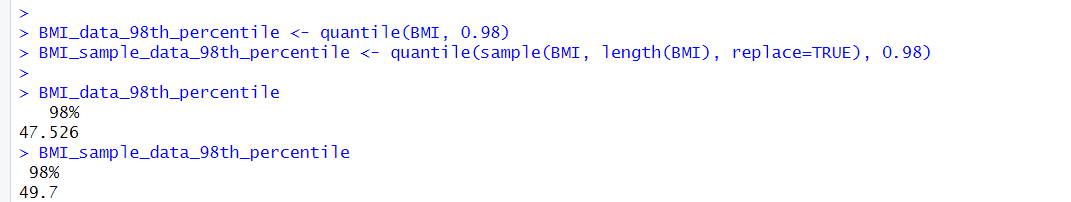 >
> BMI_data_98th_percentile <- quantile(BMI, 0.98)
> BMI_sample_data_98th_percentile <- quantile(sample(BMI, length(BMI), replace=TRUE), 0.98)
>
> BMI_data_98th_percentile
   98%
47.526
> BMI_sample_data_98th_percentile
 98%
49.7